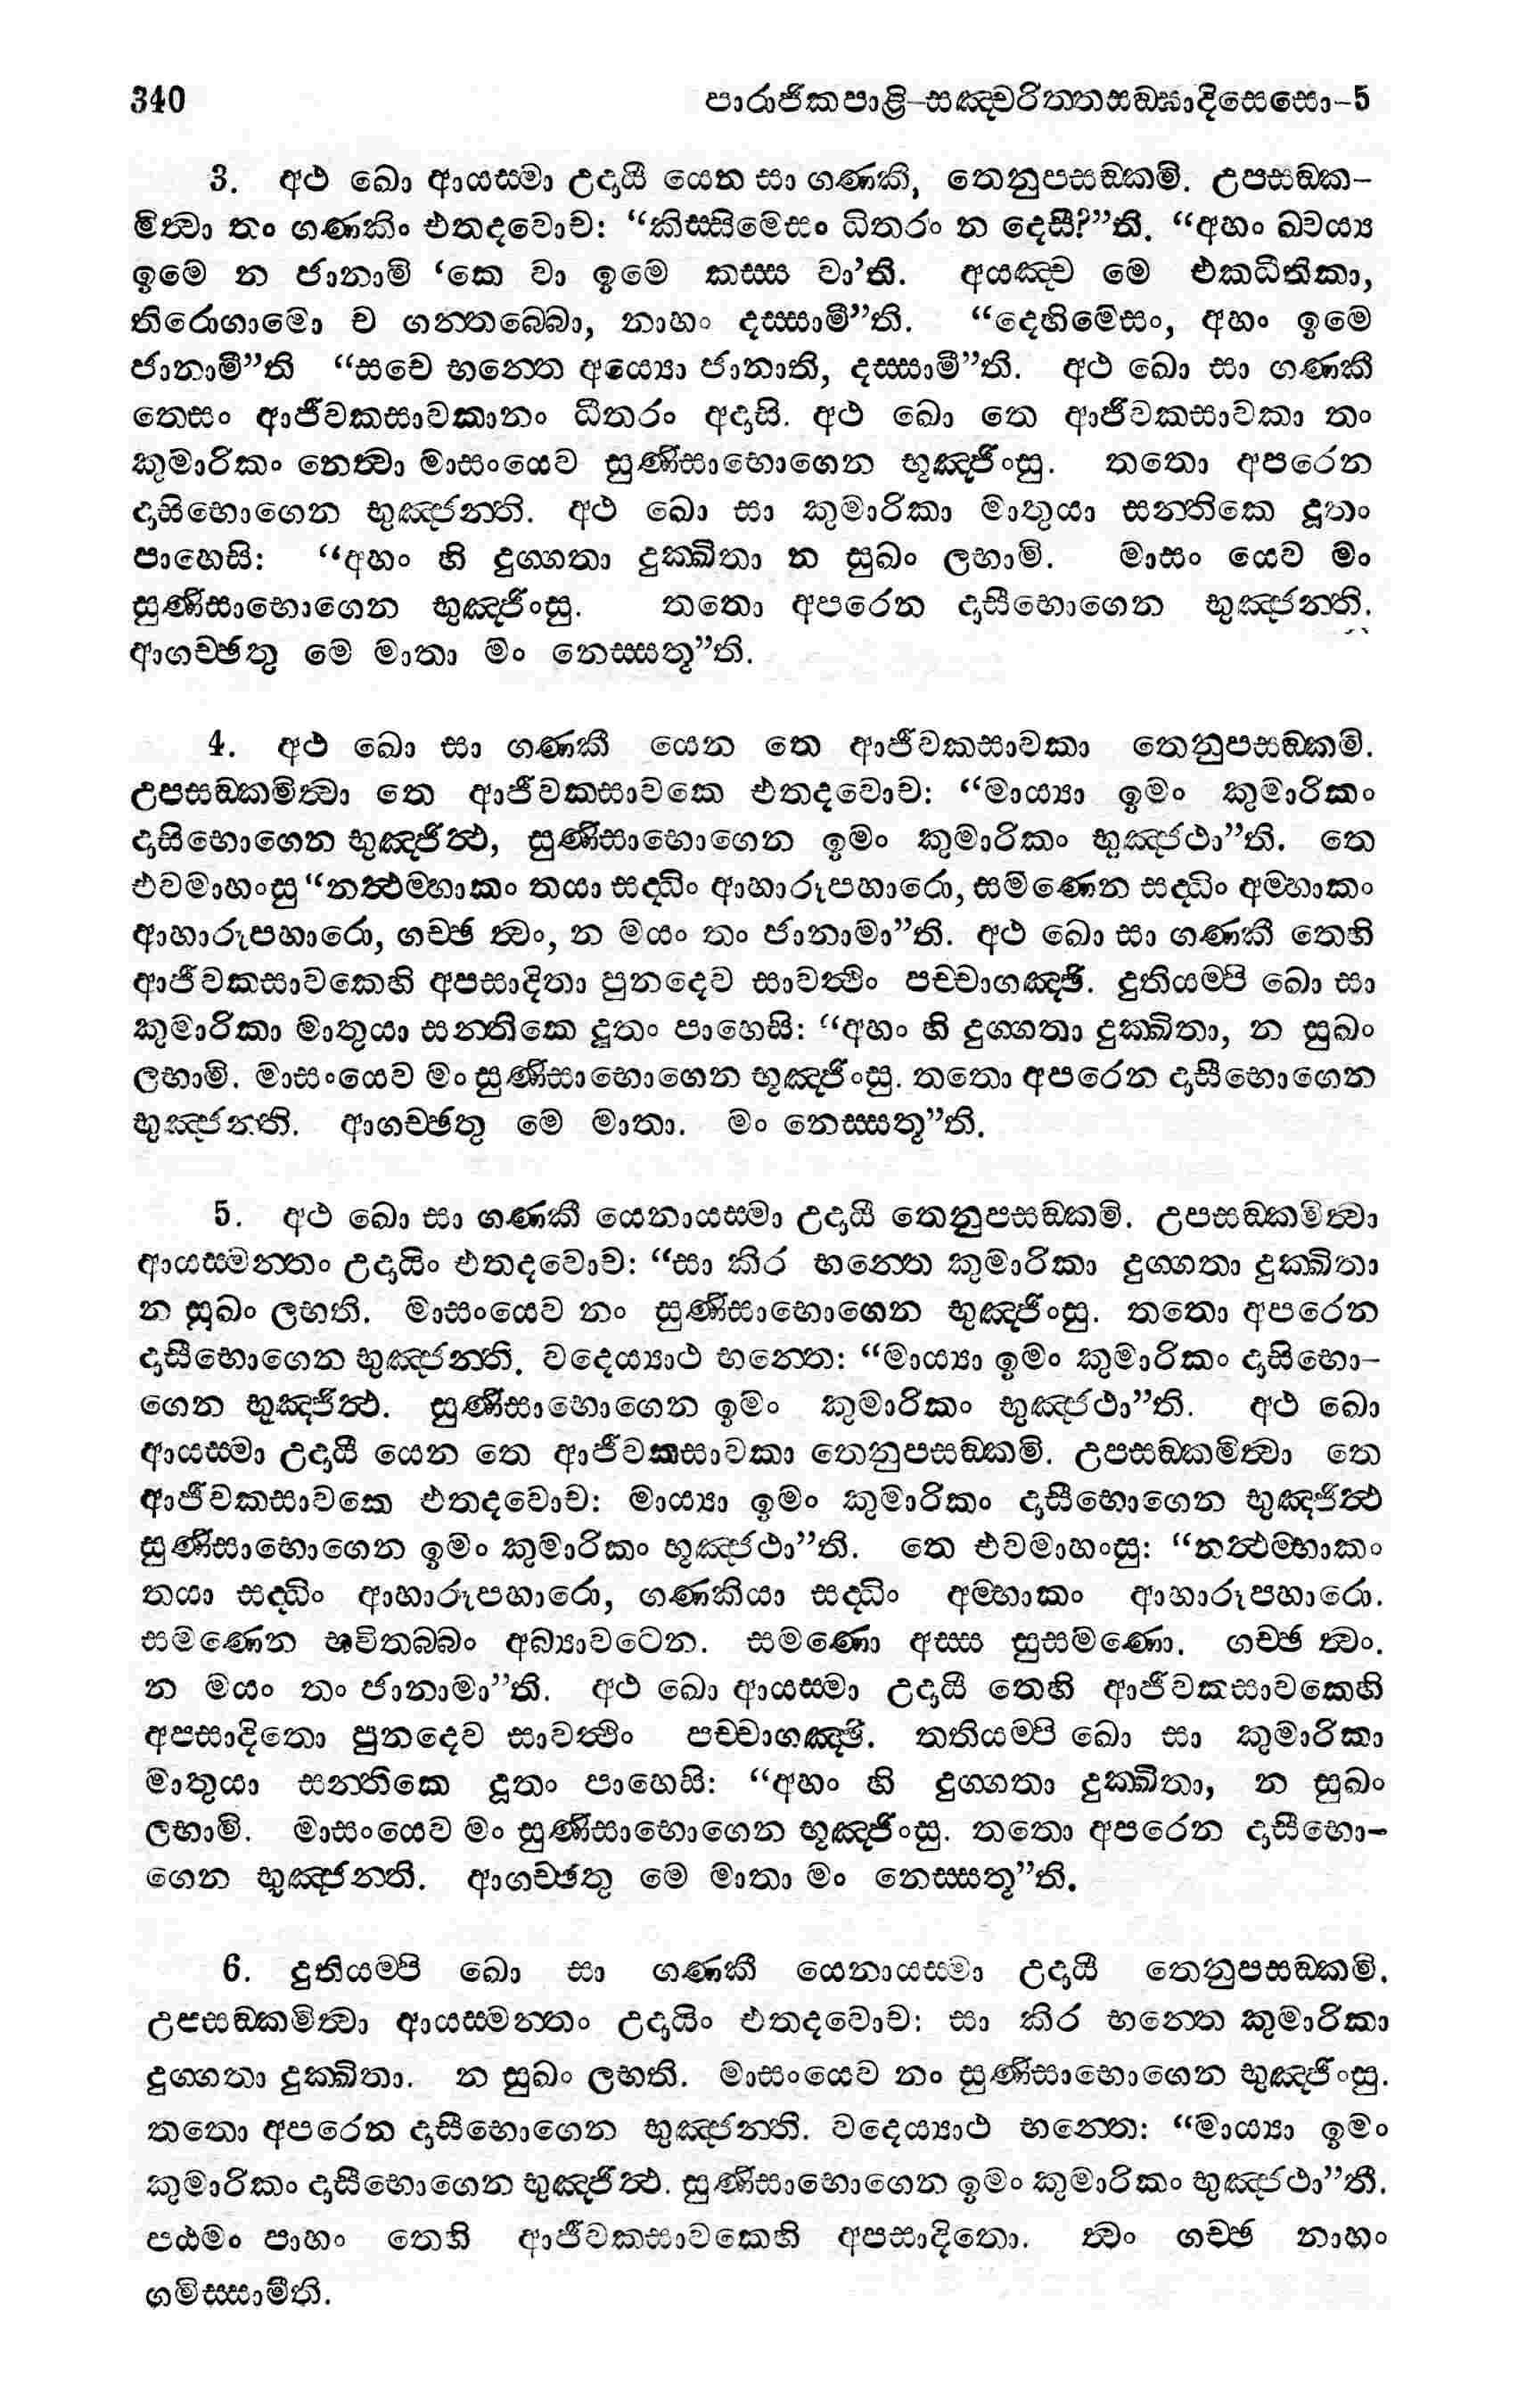 340 පාරාජිකපාළි–සඤ්චරිත්තසඞ්ඝාදිසෙසො–5
3. අථ ඛො ආයස්මා උදායී යෙන සා ගණකි, තෙනුපසඞ්කමි. උපසඞ්ක-
මිත්වා තං ගණකිං එතදවොච: “කිස්සිමෙසං ධිතරං න දෙසී?”ති. “අහං ඛ්වය්‍ය
ඉමෙ න ජානාමි ‘කෙ වා ඉමෙ කස්ස වා’ති. අයඤ්ච මෙ එකධීතිකා,
තිරොගාමො ච ගන්තබ්බො, නාහං දස්සාමී”ති. “දෙහිමෙසං, අහං ඉමෙ
ජානාමී”ති “සචෙ භන්තෙ අය්‍යො ජානාති, දස්සාමී”ති. අථ ඛො සා ගණකී
තෙසං ආජීවකසාවකානං ධීතරං අදාසි. අථ ඛො තෙ ආජීවකසාවකා තං
කුමාරිකං නෙත්වා මාසංයෙව සුණිසාභොගෙන භුඤ්ජිංසු. තතො අපරෙන
දාසිභොගෙන භුඤ්ජන්ති. අථ ඛො සා කුමාරිකා මාතුයා සන්තිකෙ දූතං
පාහෙසි: “අහං හි දුග්ගතා දුක්ඛිතා න සුඛං ලභාමි. මාසං යෙව මං
සුණිසාභොගෙන භුඤ්ජිංසු. තතො අපරෙන දාසීභොගෙන භුඤ්ජන්ති.
ආගච්ඡතු මෙ මාතා මං නෙස්සතූ”ති.
4. අථ ඛො සා ගණකී යෙන තෙ ආජීවකසාවකා තෙනුපසඞ්කමි.
උපසඞ්කමිත්වා තෙ ආජීවකසාවකෙ එතදවොච: “මාය්‍යා ඉමං කුමාරිකං
දාසිභොගෙන භුඤ්ජිත්ථ, සුණිසාභොගෙන ඉමං කුමාරිකං භුඤ්ජථා”ති. තෙ
එවමාහංසු “නත්ථම්හාකං තයා සද්ධිං ආහාරූපහාරො, සමණෙන සද්ධිං අම්හාකං
ආහාරූපහාරො, ගච්ඡ ත්වං, න මයං තං ජානාමා”ති. අථ ඛො සා ගණකී තෙහි
ආජීවකසාවකෙහි අපසාදිතා පුනදෙව සාවත්ථිං පච්චාගඤ්ඡි. දුතියම්පි ඛො සා
කුමාරිකා මාතුයා සන්තිකෙ දූතං පාහෙසි: “අහං හි දුග්ගතා දුක්ඛිතා, න සුඛං
ලභාමි. මාසංයෙව මං සුණිසාභොගෙන භුඤ්ජිංසු. තතො අපරෙන දාසීභොගෙන
භුඤ්ජන්ති. ආගච්ඡතු මෙ මාතා. මං නෙස්සතූ”ති.
5. අථ ඛො සා ගණකී යෙනායස්මා උදායී තෙනුපසඞ්කමි. උපසඞ්කමිත්වා
ආයස්මන්තං උදායිං එතදවොච: “සා කිර භන්තෙ කුමාරිකා දුග්ගතා දුක්ඛිතා
න සුඛං ලභති. මාසංයෙව නං සුණිසාභොගෙන භුඤ්ජිංසු. තතො අපරෙන
දාසීභොගෙන භුඤ්ජන්ති. වදෙය්‍යාථ භන්තෙ: “මාය්‍යා ඉමං කුමාරිකං දාසිභො-
ගෙන භුඤ්ජිත්ථ. සුණිසාභොගෙන ඉමං කුමාරිකං භුඤ්ජථා”ති. අථ ඛො
ආයස්මා උදායී යෙන තෙ ආජීවකසාවකා තෙනුපසඞ්කමි. උපසඞ්කමිත්වා තෙ
ආජීවකසාවකෙ එතදවොච: මාය්‍යා ඉමං කුමාරිකං දාසීභොගෙන භුඤ්ජිත්ථ
සුණිසාභොගෙන ඉමං කුමාරිකං භුඤ්ජථා”ති. තෙ එවමාහංසු: “නත්ථම්හාකං
තයා සද්ධිං ආහාරූපහාරො, ගණකියා සද්ධිං අම්හාකං ආහාරූපහාරො.
සමණෙන භවිතබ්බං අබ්‍යාවටෙන. සමණො අස්ස සුසමණො. ගච්ඡ ත්වං.
න මයං තං ජානාමා”ති. අථ ඛො ආයස්මා උදායී තෙහි ආජීවකසාවකෙහි
අපසාදිතො පුනදෙව සාවත්ථිං පච්චාගඤ්ඡි. තතියම්පි ඛො සා කුමාරිකා
මාතුයා සන්තිකෙ දූතං පාහෙසි: “අහං හි දුග්ගතා දුක්ඛිතා, න සුඛං
ලභාමි. මාසංයෙව මං සුණිසාභොගෙන භුඤ්ජිංසු. තතො අපරෙන දාසීභො-
ගෙන භුඤ්ජන්ති. ආගච්ඡතු මෙ මාතා මං නෙස්සතූ”ති.
6. දුතියම්පි ඛො සා ගණකී යෙනායස්මා උදායී තෙනුපසඞ්කමි.
උපසඞ්කමිත්වා ආයස්මන්තං උදායිං එතදවොච: සා කිර භන්තෙ කුමාරිකා
දුග්ගතා දුක්ඛිතා. න සුඛං ලභති. මාසංයෙව නං සුණිසාභොගෙන භුඤ්ජිංසු.
තතො අපරෙන දාසීභොගෙන භුඤ්ජන්ති. වදෙය්‍යාථ භන්තෙ: “මාය්‍යා ඉමං
කුමාරිකං දාසීභොගෙන භුඤ්ජිත්ථ. සුණිසාභොගෙන ඉමං කුමාරිකං භුඤ්ජථා”තී.
පඨමං පාහං තෙහි ආජීවකසාවකෙහි අපසාදිතො. ත්වං ගච්ඡ නාහං
ගමිස්සාමීති.